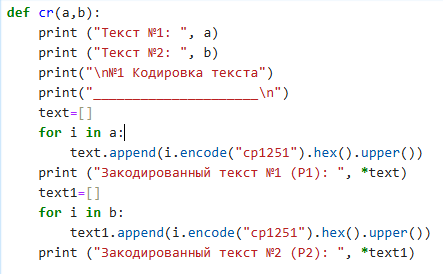 def cr(a,b):
    print ("Текст №1: ", a)
    print ("Текст №2: ", b)
    print("\n№1 Кодировка текста")
    print("_____________________\n")
    text=[]
    for i in a:
        text.append(i.encode("cp1251").hex().upper())
    print ("Закодированный текст №1 (P1): ", *text)
    text1=[]
    for i in b:
        text1.append(i.encode("cp1251").hex().upper())
    print ("Закодированный текст №2 (P2): ", *text1)